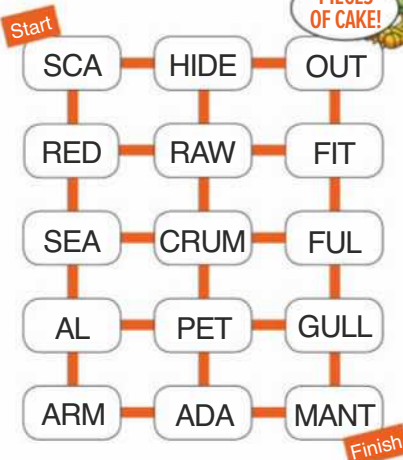 PIECES
OF CAKE!
Start
SCA HIDE OUT
RED RAW FIT
SEA CRUM FUL
AL PET GULL
ARM ADA MANT
Finish